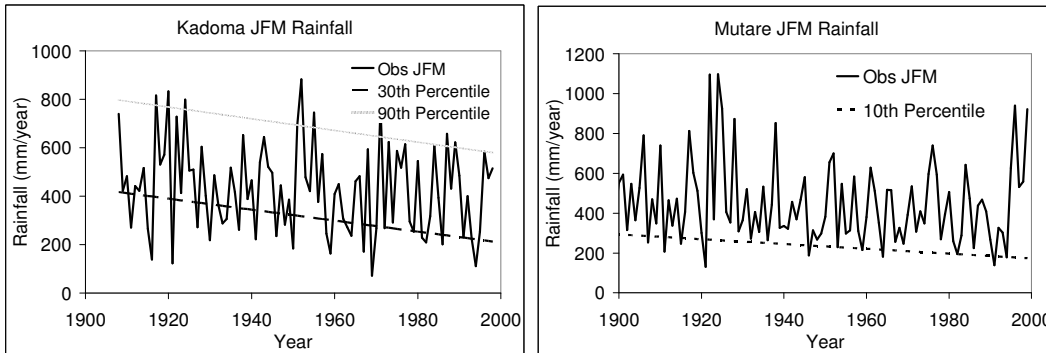 Kadoma JFM Rainfall
Rainfall (mm/year)
1000
800
600
400
200
0
Obs JFM
30th Percentile
90th Percentile
1900 1920 1940 1960 1980 2000
Year
Mutare JFM Rainfall
Rainfall (mm/year)
1200
1000
800
600
400
200
0
Obs JFM
10th Percentile
1900 1920 1940 1960 1980 2000
Year